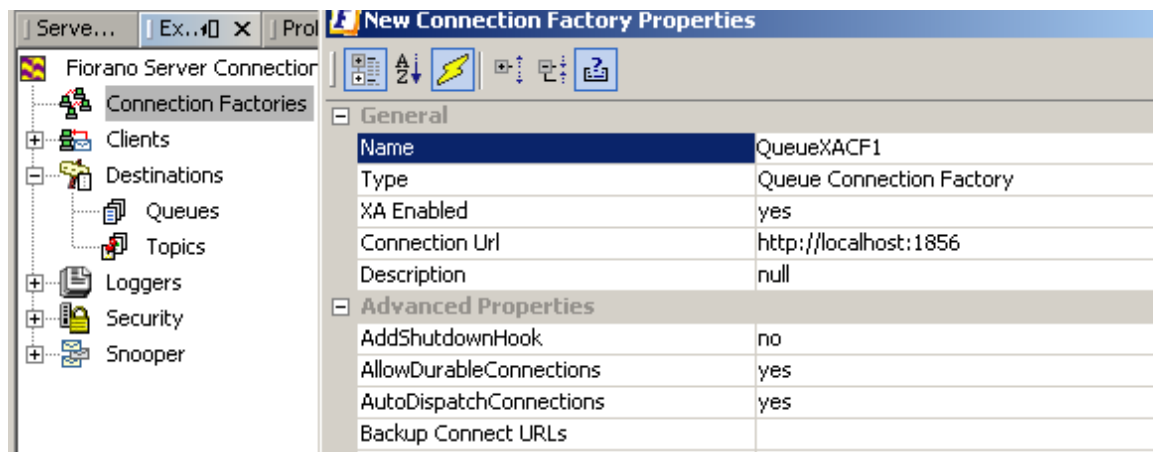 Serve...
Ex..
Prol
Fiorano Server Connection
Connection Factories
Clients
Destinations
Queues
Topics
Loggers
Security
Snooper
New Connection Factory Properties
General
Name QueueXACF1
Type Queue Connection Factory
XA Enabled yes
Connection Url http://localhost:1856
Description null
Advanced Properties
AddShutdownHook no
AllowDurableConnections yes
AutoDispatchConnections yes
Backup Connect URLs